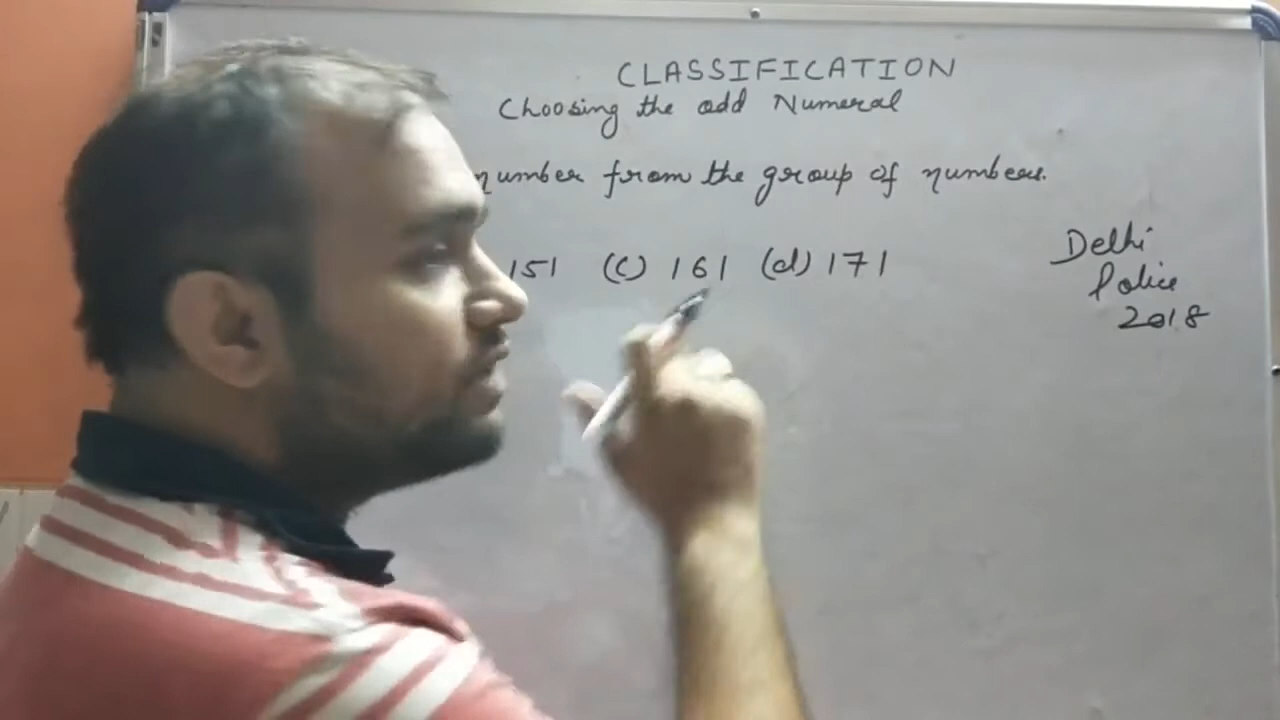 CLASSIFICATION
Choosing the odd Numeral
number from the group of numbers.
151 (c) 161 (d) 171
Delhi
Police
2018